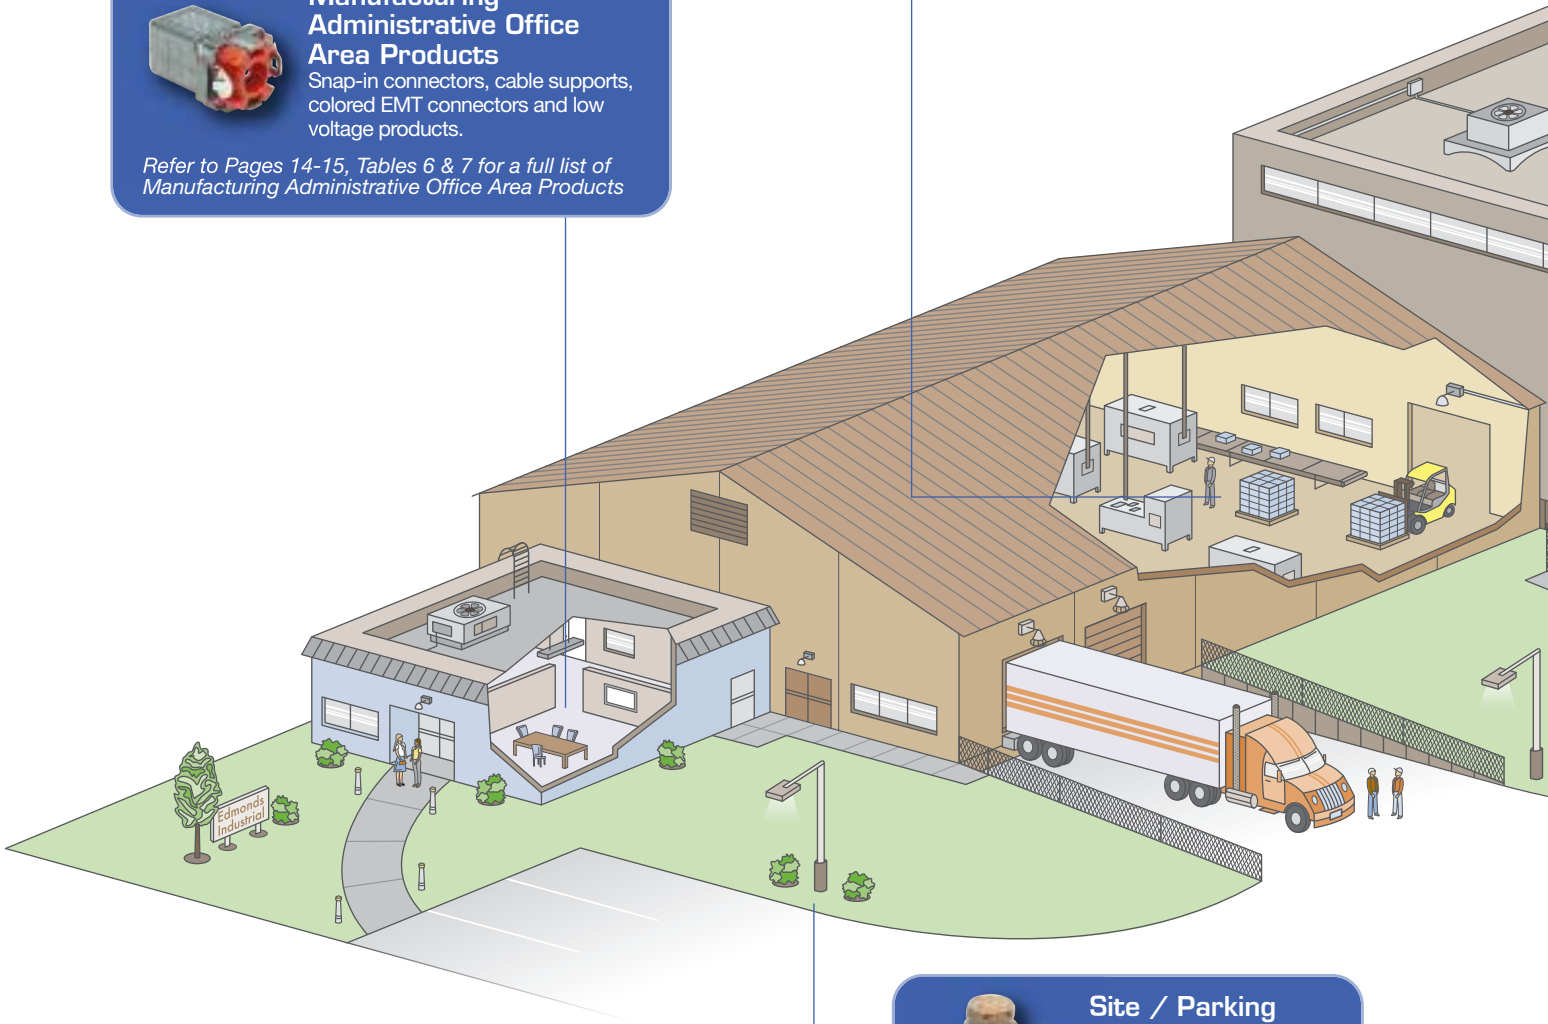 Manufacturing
Administrative Office
Area Products
Snap-in connectors, cable supports,
colored EMT connectors and low
voltage products.
Refer to Pages 14-15, Tables 6 & 7 for a full list of
Manufacturing Administrative Office Area Products
Edmonds
Industrial
Site / Parking